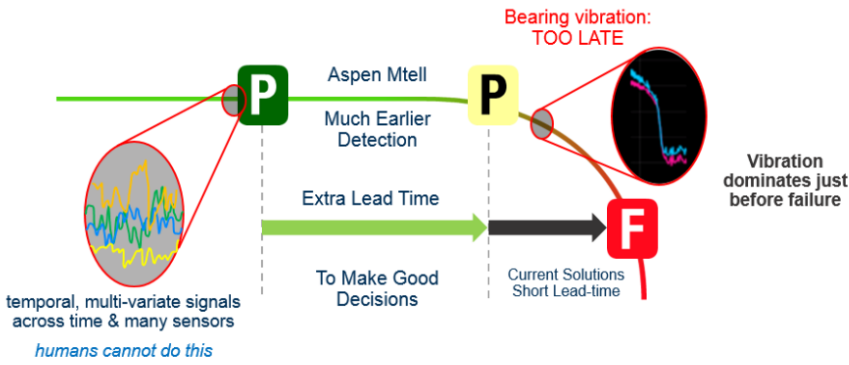 Bearing vibration:
TOO LATE
P
Aspen Mtell
P
Much Earlier
Detection
Vibration
dominates just
before failure
Extra Lead Time
F
To Make Good
Decisions
Current Solutions
Short Lead-time
temporal, multi-variate signals
across time & many sensors
humans cannot do this